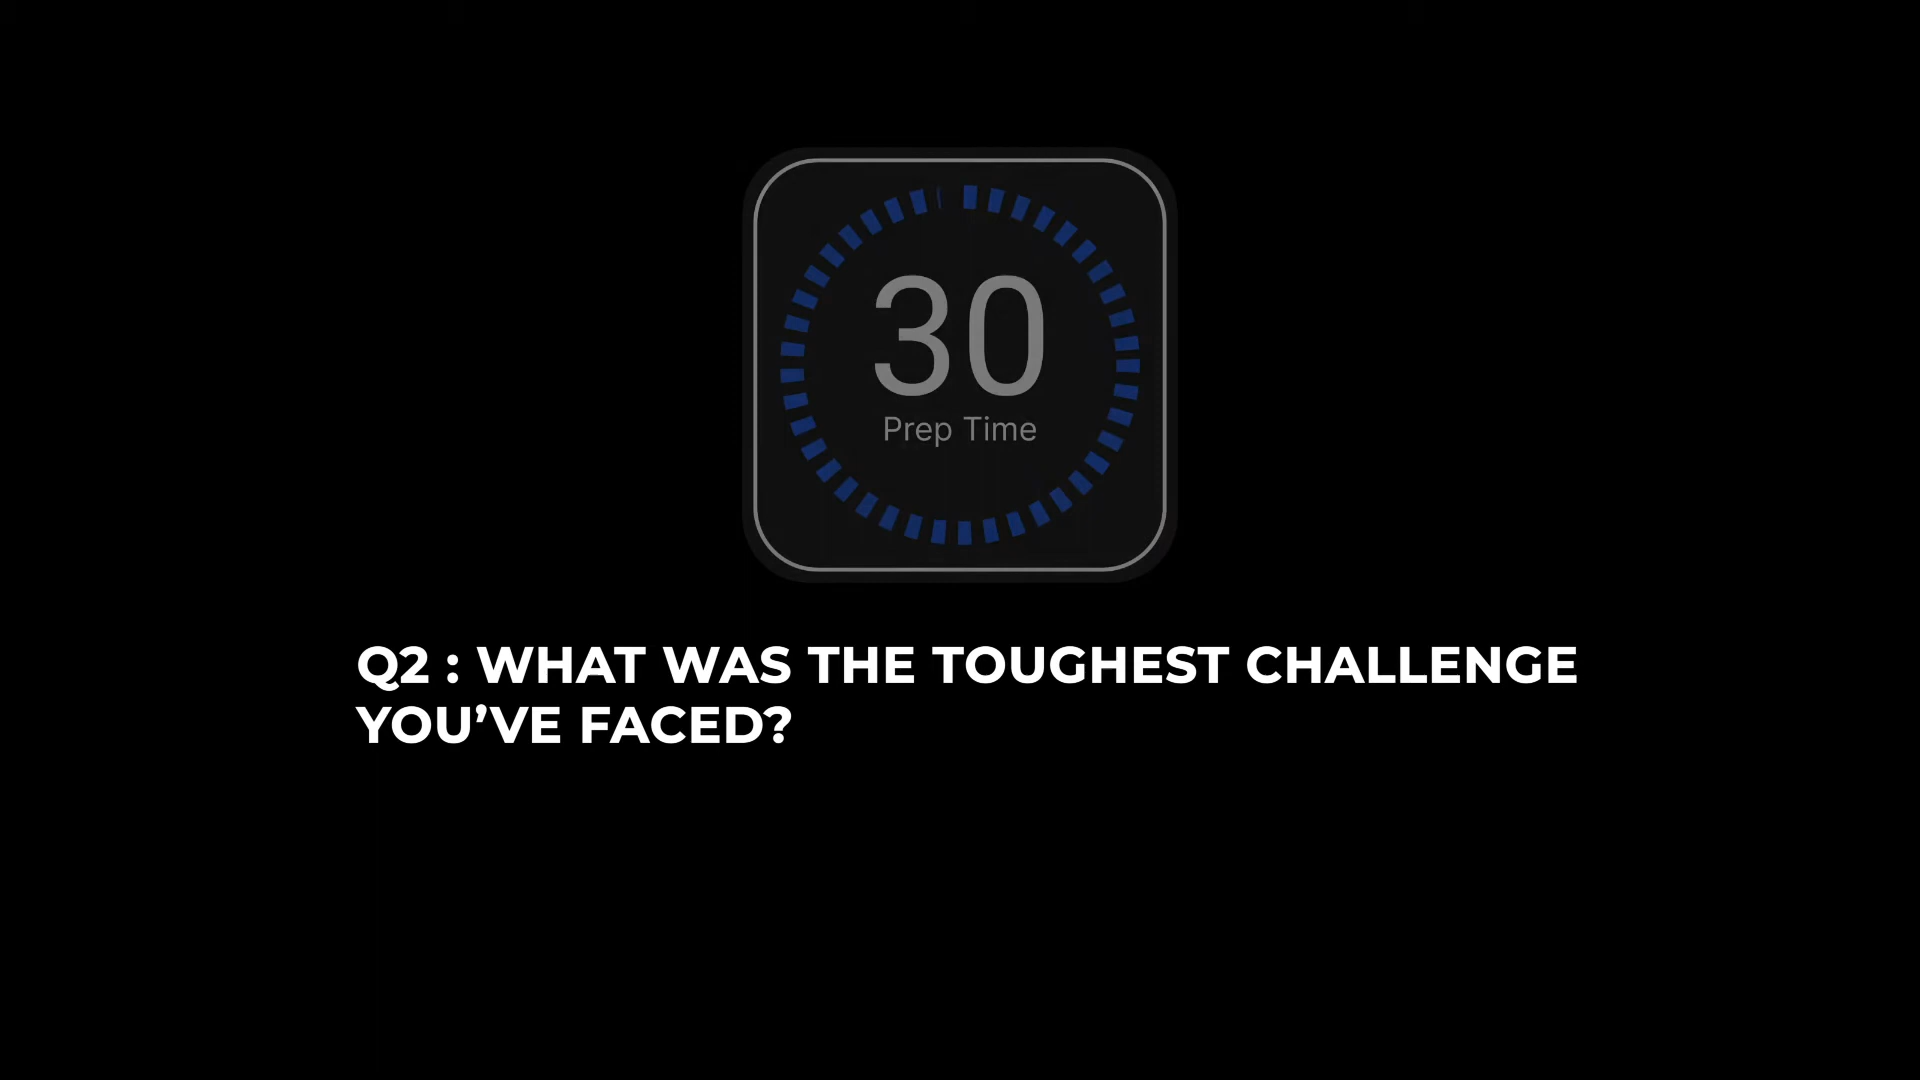 30
Prep Time
Q2 : WHAT WAS THE TOUGHEST CHALLENGE
YOU’VE FACED?